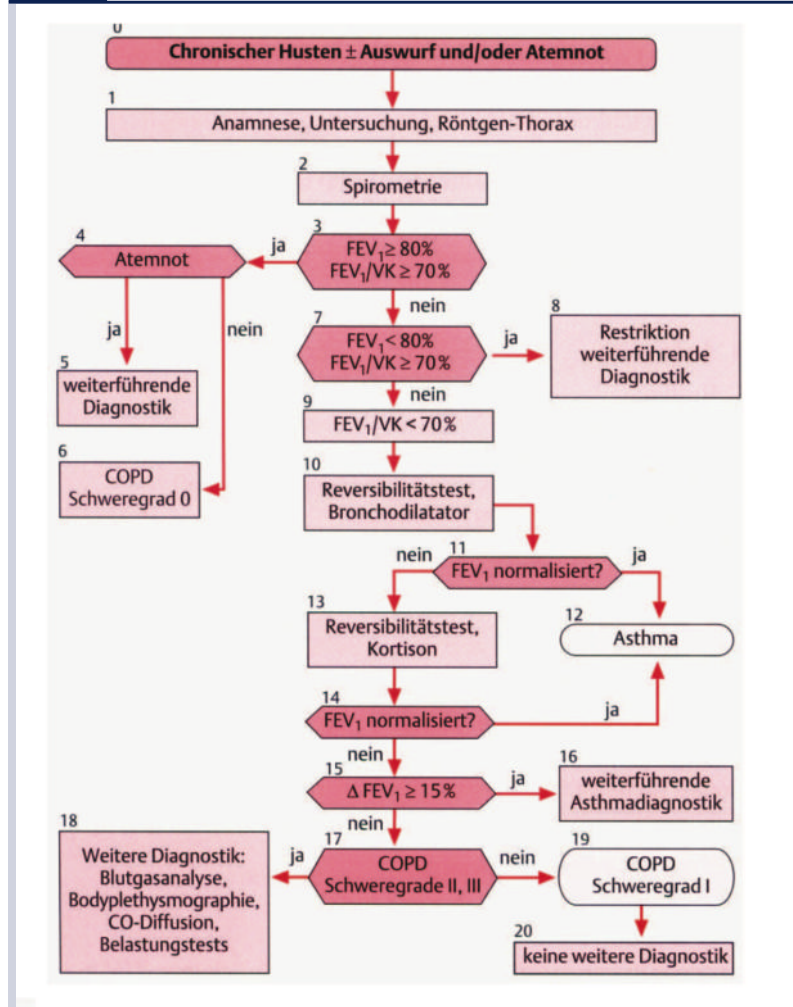 0
Chronischer Husten ± Auswurf und/oder Atemnot
1
Anamnese, Untersuchung, Röntgen-Thorax
2
Spirometrie
3
FEV₁ ≥ 80%
FEV₁/VK ≥ 70%
ja
4
Atemnot
nein
ja
nein
5
weiterführende
Diagnostik
6
COPD
Schweregrad 0
7
FEV₁ < 80%
FEV₁/VK ≥ 70%
ja
8
Restriktion
weiterführende
Diagnostik
nein
9
FEV₁/VK < 70%
10
Reversibilitätstest,
Bronchodilatator
11
FEV₁ normalisiert?
nein
ja
12
Asthma
13
Reversibilitätstest,
Kortison
14
FEV₁ normalisiert?
ja
nein
15
Δ FEV₁ ≥ 15%
ja
16
weiterführende
Asthmadiagnostik
nein
17
COPD
Schweregrade II, III
ja
nein
18
Weitere Diagnostik:
Blutgasanalyse,
Bodyplethysmographie,
CO-Diffusion,
Belastungstests
19
COPD
Schweregrad I
20
keine weitere Diagnostik